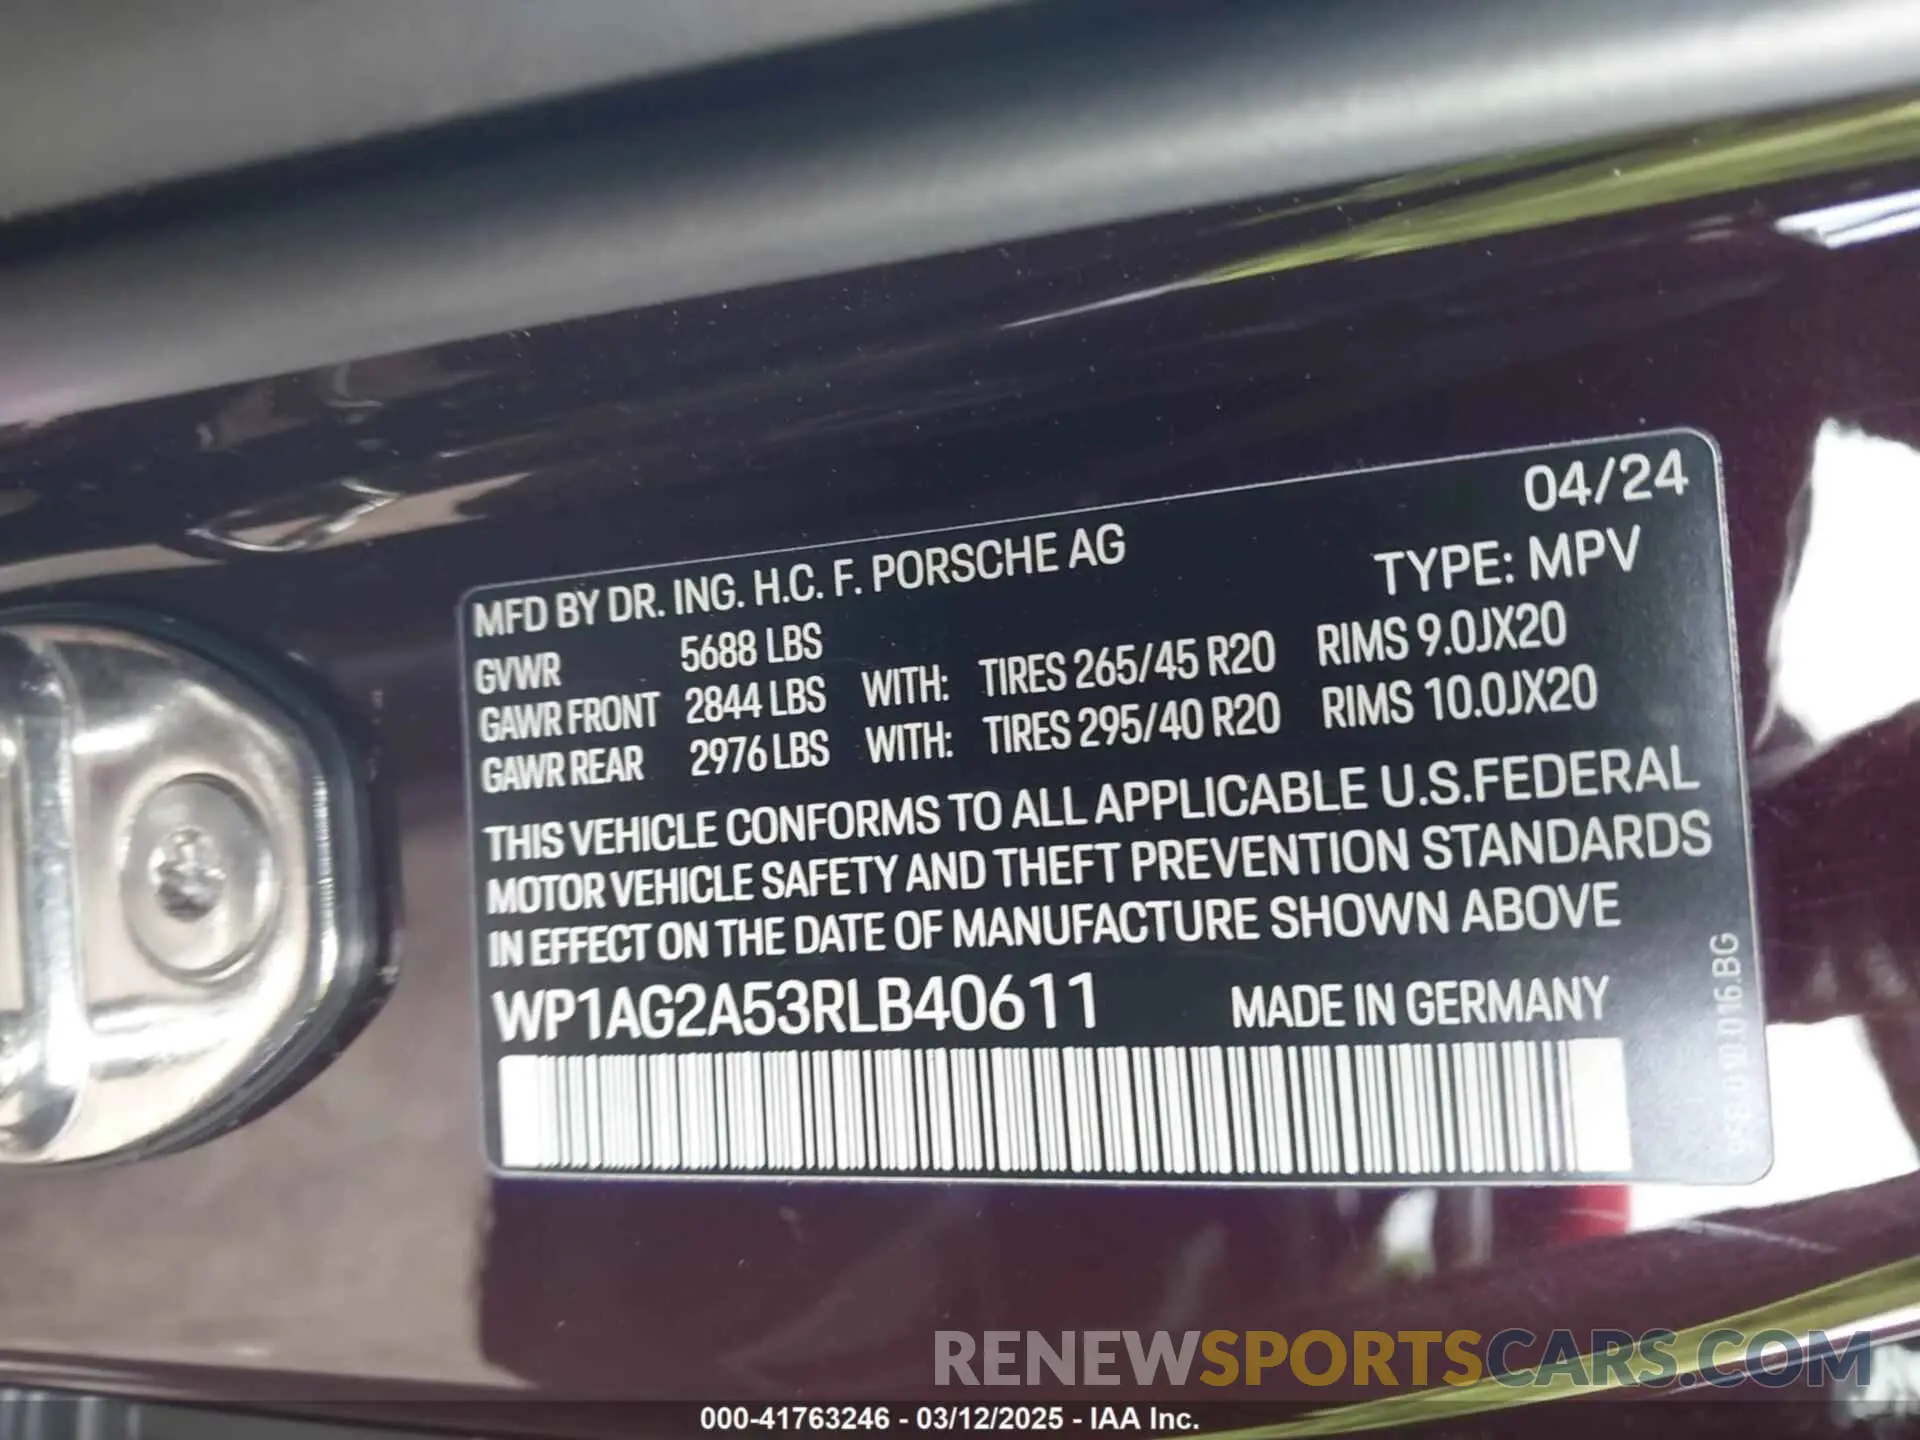 04/24
MFD BY DR. ING. H.C. F. PORSCHE AG
TYPE: MPV
GVWR 5688 LBS
GAWR FRONT 2844 LBS WITH: TIRES 265/45 R20 RIMS 9.0JX20
GAWR REAR 2976 LBS WITH: TIRES 295/40 R20 RIMS 10.0JX20
THIS VEHICLE CONFORMS TO ALL APPLICABLE U.S.FEDERAL
MOTOR VEHICLE SAFETY AND THEFT PREVENTION STANDARDS
IN EFFECT ON THE DATE OF MANUFACTURE SHOWN ABOVE
WP1AG2A53RLB40611 MADE IN GERMANY
RENEWSPORTSCARS.COM
000-41763246 - 03/12/2025 - IAA Inc.